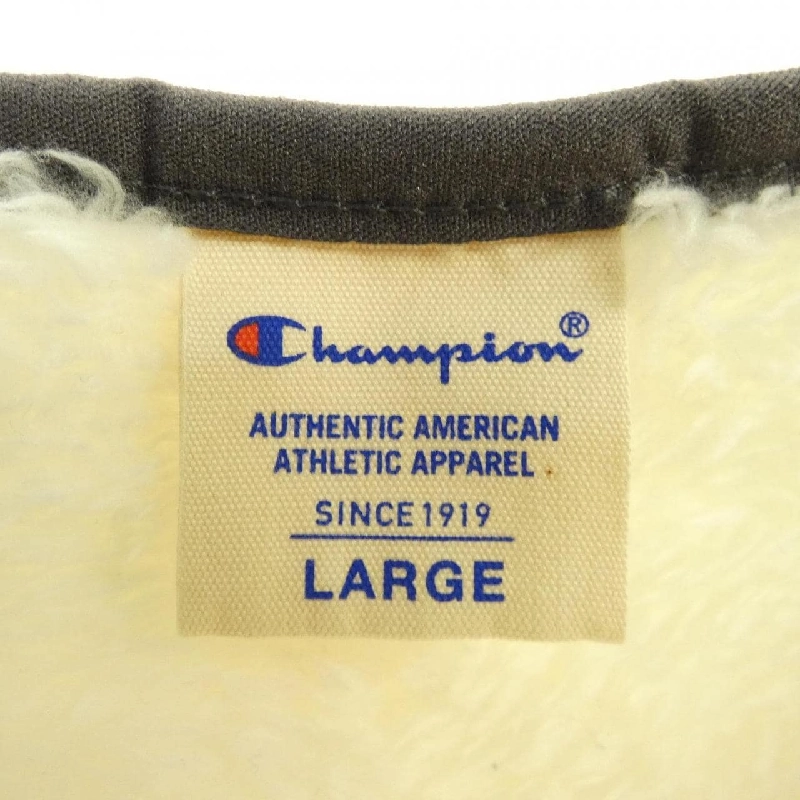 Champion®
AUTHENTIC AMERICAN
ATHLETIC APPAREL
SINCE 1919
LARGE